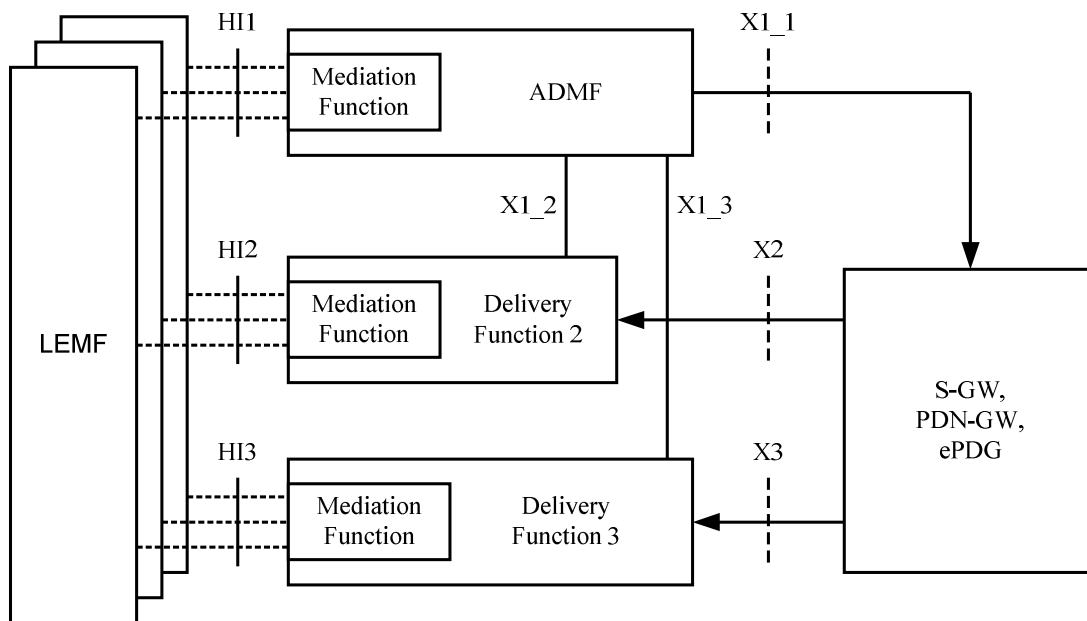 HI1
X1_1
Mediation
Function
ADMF
X1_2
X1_3
HI2
X2
Mediation
Function
Delivery
Function 2
LEMF
S-GW,
PDN-GW,
ePDG
HI3
X3
Mediation
Function
Delivery
Function 3